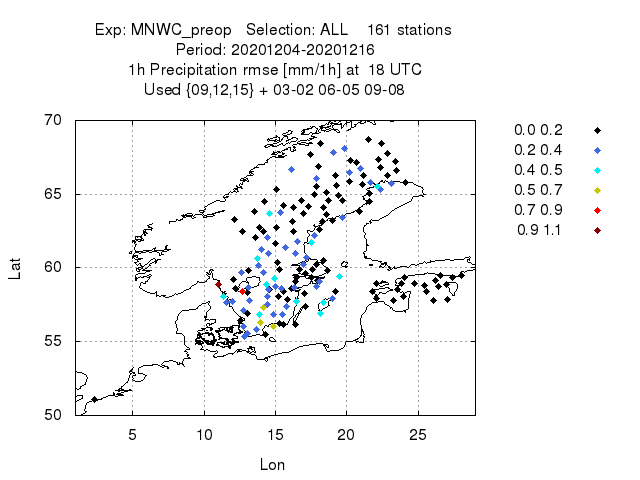 Exp: MNWC_preop Selection: ALL 161 stations
Period: 20201204-20201216
1h Precipitation rmse [mm/1h] at 18 UTC
Used {09,12,15} + 03-02 06-05 09-08
70
65
60
55
50
Lat
5 10 15 20 25
Lon
0.0 0.2
0.2 0.4
0.4 0.5
0.5 0.7
0.7 0.9
0.9 1.1